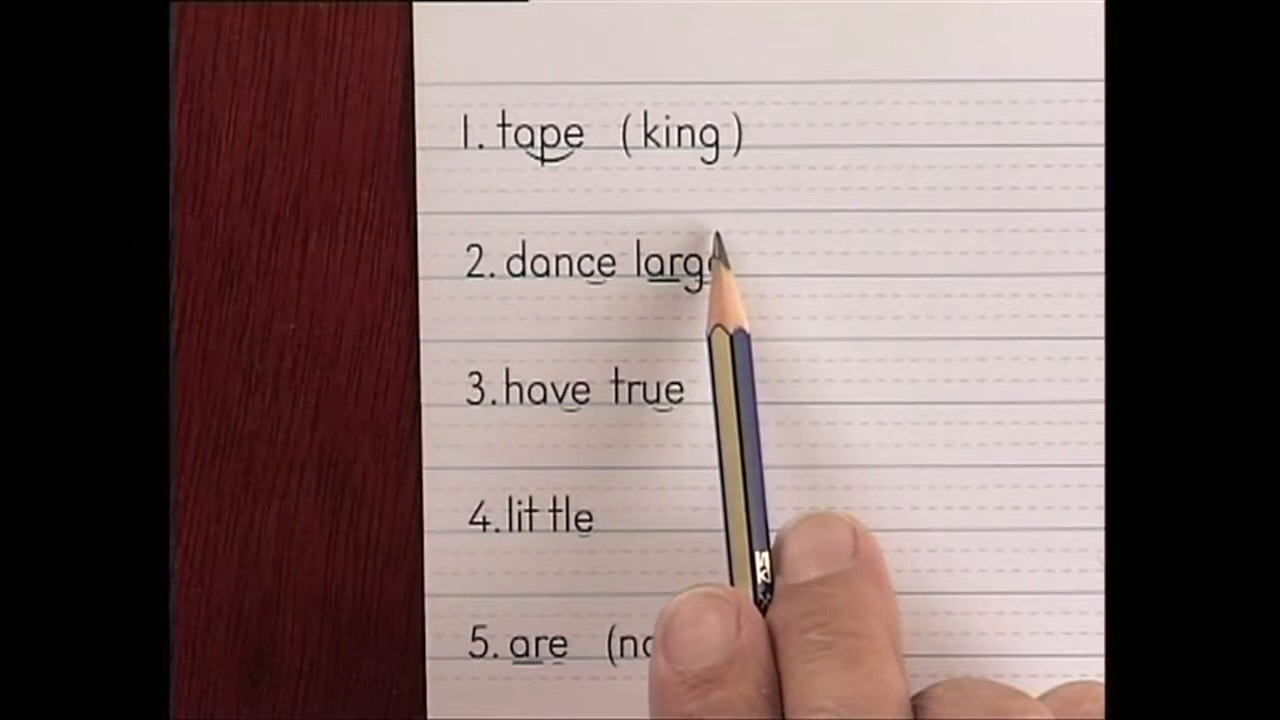 1. tape (king)
2. dance
3. have true
4. lit tle
5. are